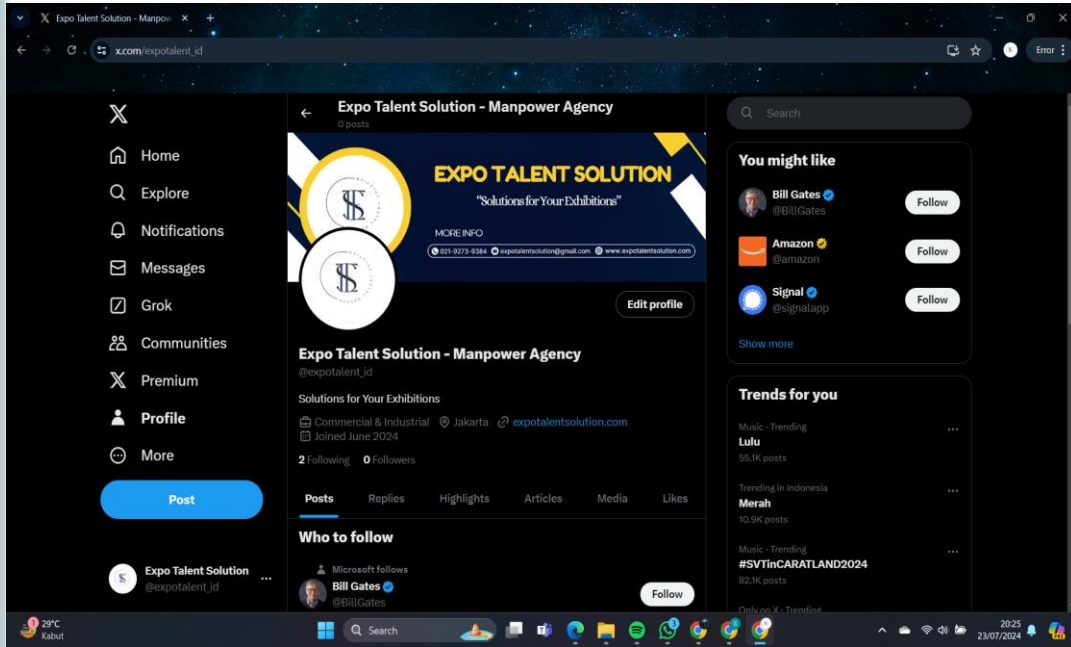 Expo Talent Solution - Manpow
x.com/expotalent_id
Error
Home
Explore
Notifications
Messages
Grok
Communities
Premium
Profile
More
Post
Expo Talent Solution
@expotalent_id
Expo Talent Solution - Manpower Agency
0 posts
EXPO TALENT SOLUTION
"Solutions for Your Exhibitions"
MORE INFO
021-9273-9384 expotalentsolution@gmail.com www.expotalentsolution.com
Edit profile
Expo Talent Solution - Manpower Agency
@expotalent_id
Solutions for Your Exhibitions
Commercial & Industrial Jakarta expotalentsolution.com
Joined June 2024
2 Following 0 Followers
Posts Replies Highlights Articles Media Likes
Who to follow
Microsoft follows
Bill Gates
@BillGates
Follow
Search
You might like
Bill Gates
@BillGates
Follow
Amazon
@amazon
Follow
Signal
@signalapp
Follow
Show more
Trends for you
Music · Trending
Lulu
55.1K posts
Trending in Indonesia
Merah
10.9K posts
Music · Trending
#SVTinCARATLAND2024
82.1K posts
Only on X · Trending
1
29°C
Kabut
Search
3
20:25
23/07/2024